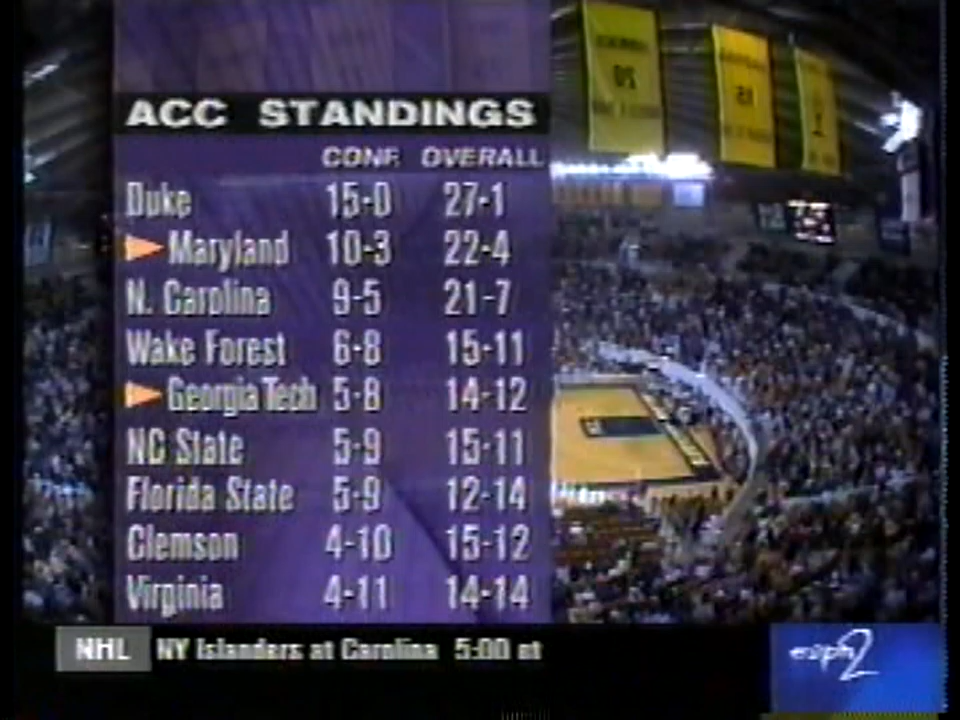 ACC STANDINGS
CONF. OVERALL
Duke 15-0 27-1
Maryland 10-3 22-4
N. Carolina 9-5 21-7
Wake Forest 6-8 15-11
Georgia Tech 5-8 14-12
NC State 5-9 15-11
Florida State 5-9 12-14
Clemson 4-10 15-12
Virginia 4-11 14-14
NHL NY Islanders at Carolina 5:00 et
espn2